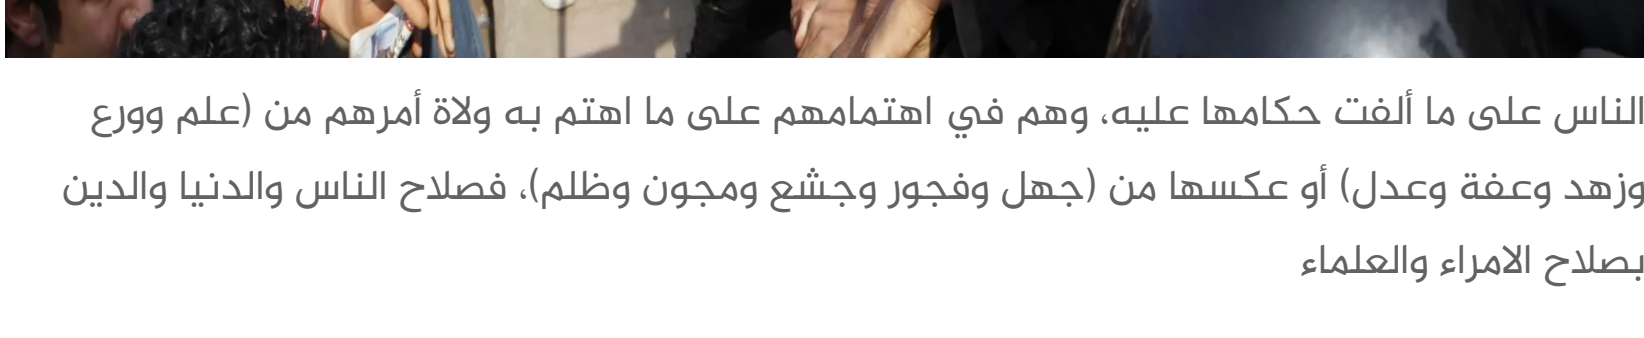 الناس على ما ألفت حكامها عليه، وهم في اهتمامهم على ما اهتم به ولاة أمرهم من (علم وورع
وزهد وعفة وعدل) أو عكسها من (جهل وفجور وجشع ومجون وظلم)، فصلاح الناس والدنيا والدين
بصلاح الامراء والعلماء